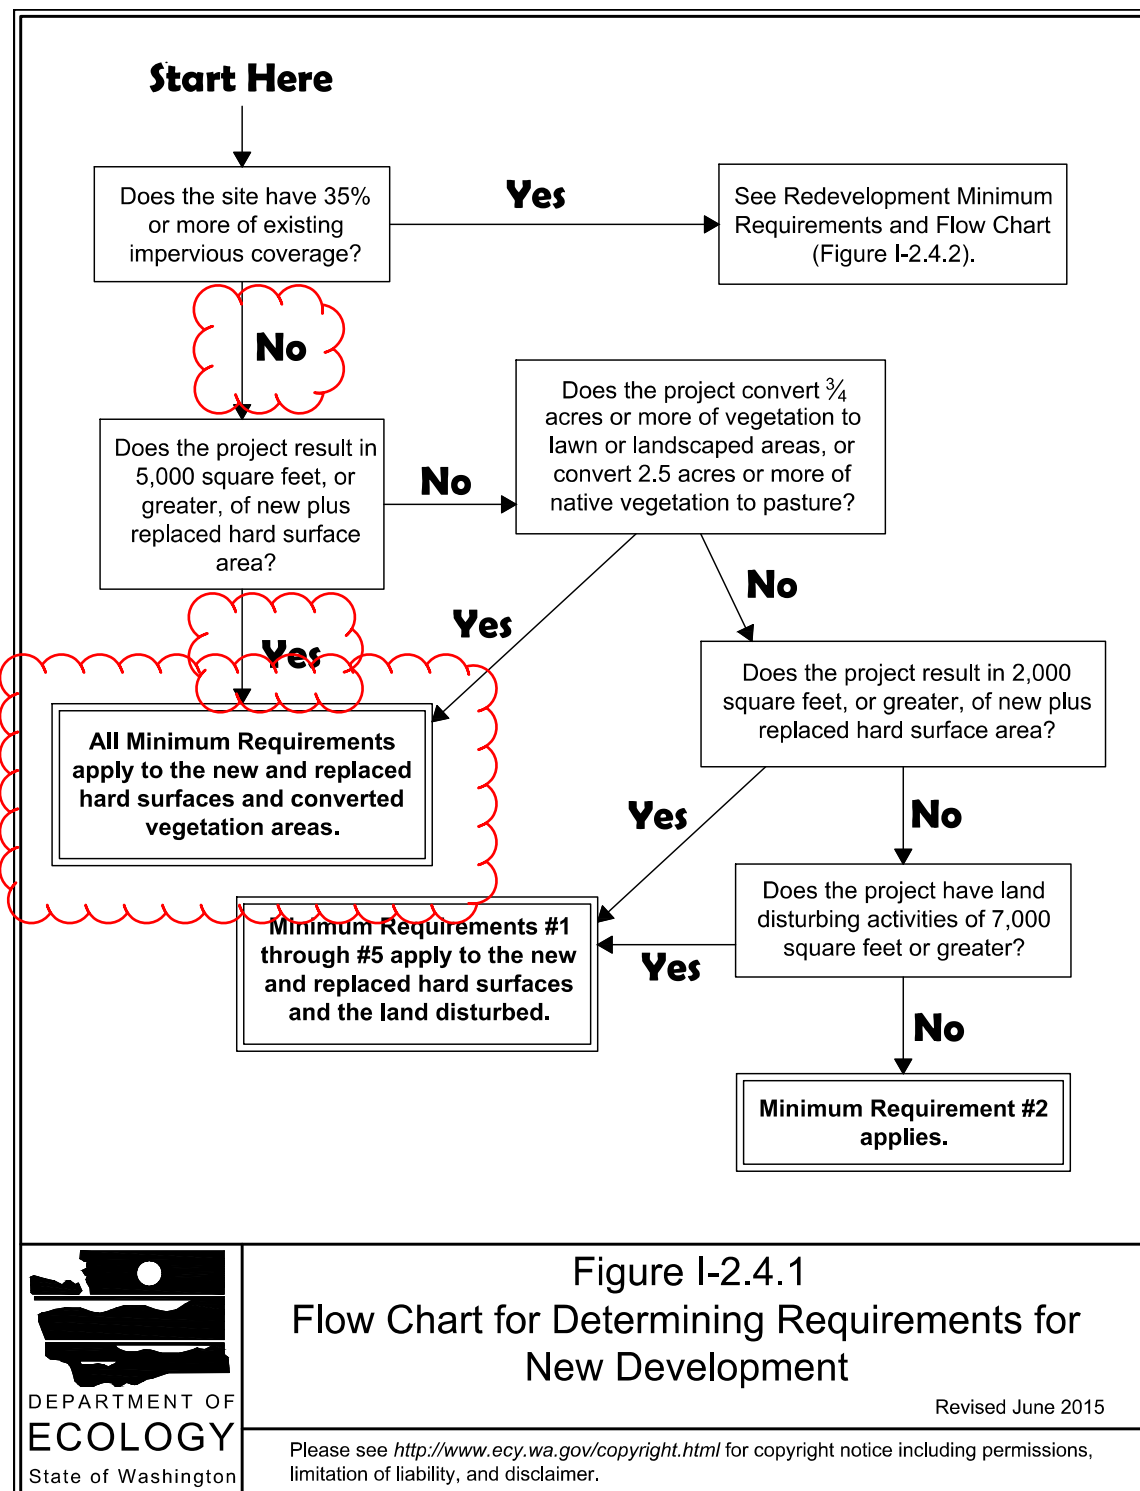 Start Here
Does the site have 35%
or more of existing
impervious coverage?
Yes
See Redevelopment Minimum
Requirements and Flow Chart
(Figure I-2.4.2).
No
Does the project result in
5,000 square feet, or
greater, of new plus
replaced hard surface
area?
No
Does the project convert ¾
acres or more of vegetation to
lawn or landscaped areas, or
convert 2.5 acres or more of
native vegetation to pasture?
Yes
Yes
No
All Minimum Requirements
apply to the new and replaced
hard surfaces and converted
vegetation areas.
Does the project result in 2,000
square feet, or greater, of new plus
replaced hard surface area?
Yes
No
Minimum Requirements #1
through #5 apply to the new
and replaced hard surfaces
and the land disturbed.
Yes
Does the project have land
disturbing activities of 7,000
square feet or greater?
No
Minimum Requirement #2
applies.
DEPARTMENT OF
ECOLOGY
State of Washington
Figure I-2.4.1
Flow Chart for Determining Requirements for
New Development
Revised June 2015
Please see http://www.ecy.wa.gov/copyright.html for copyright notice including permissions,
limitation of liability, and disclaimer.